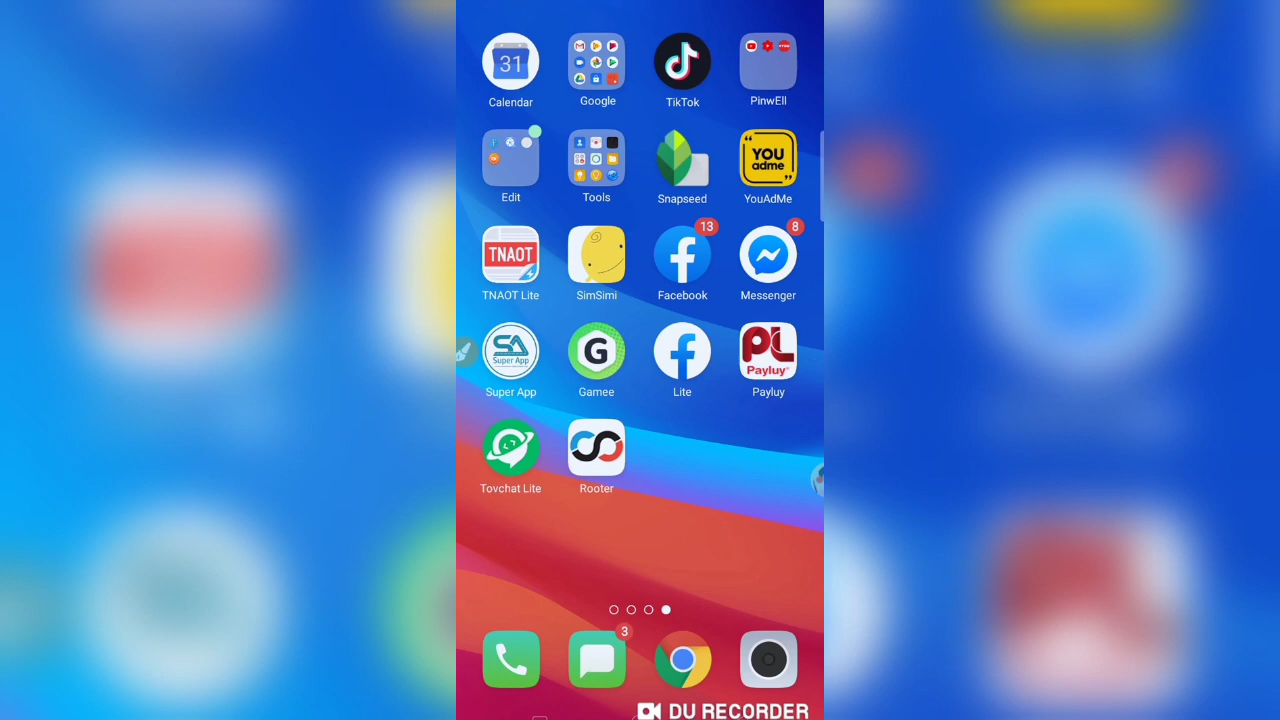 31
Calendar
Google
TikTok
PinwEll
Edit
Tools
Snapseed
YOU
adme
YouAdMe
TNAOT
TNAOT Lite
SimSimi
13
Facebook
8
Messenger
SA
Super App
Super App
G
Gamee
Lite
PL
Payluy
Payluy
Tovchat Lite
Rooter
3
DU RECORDER